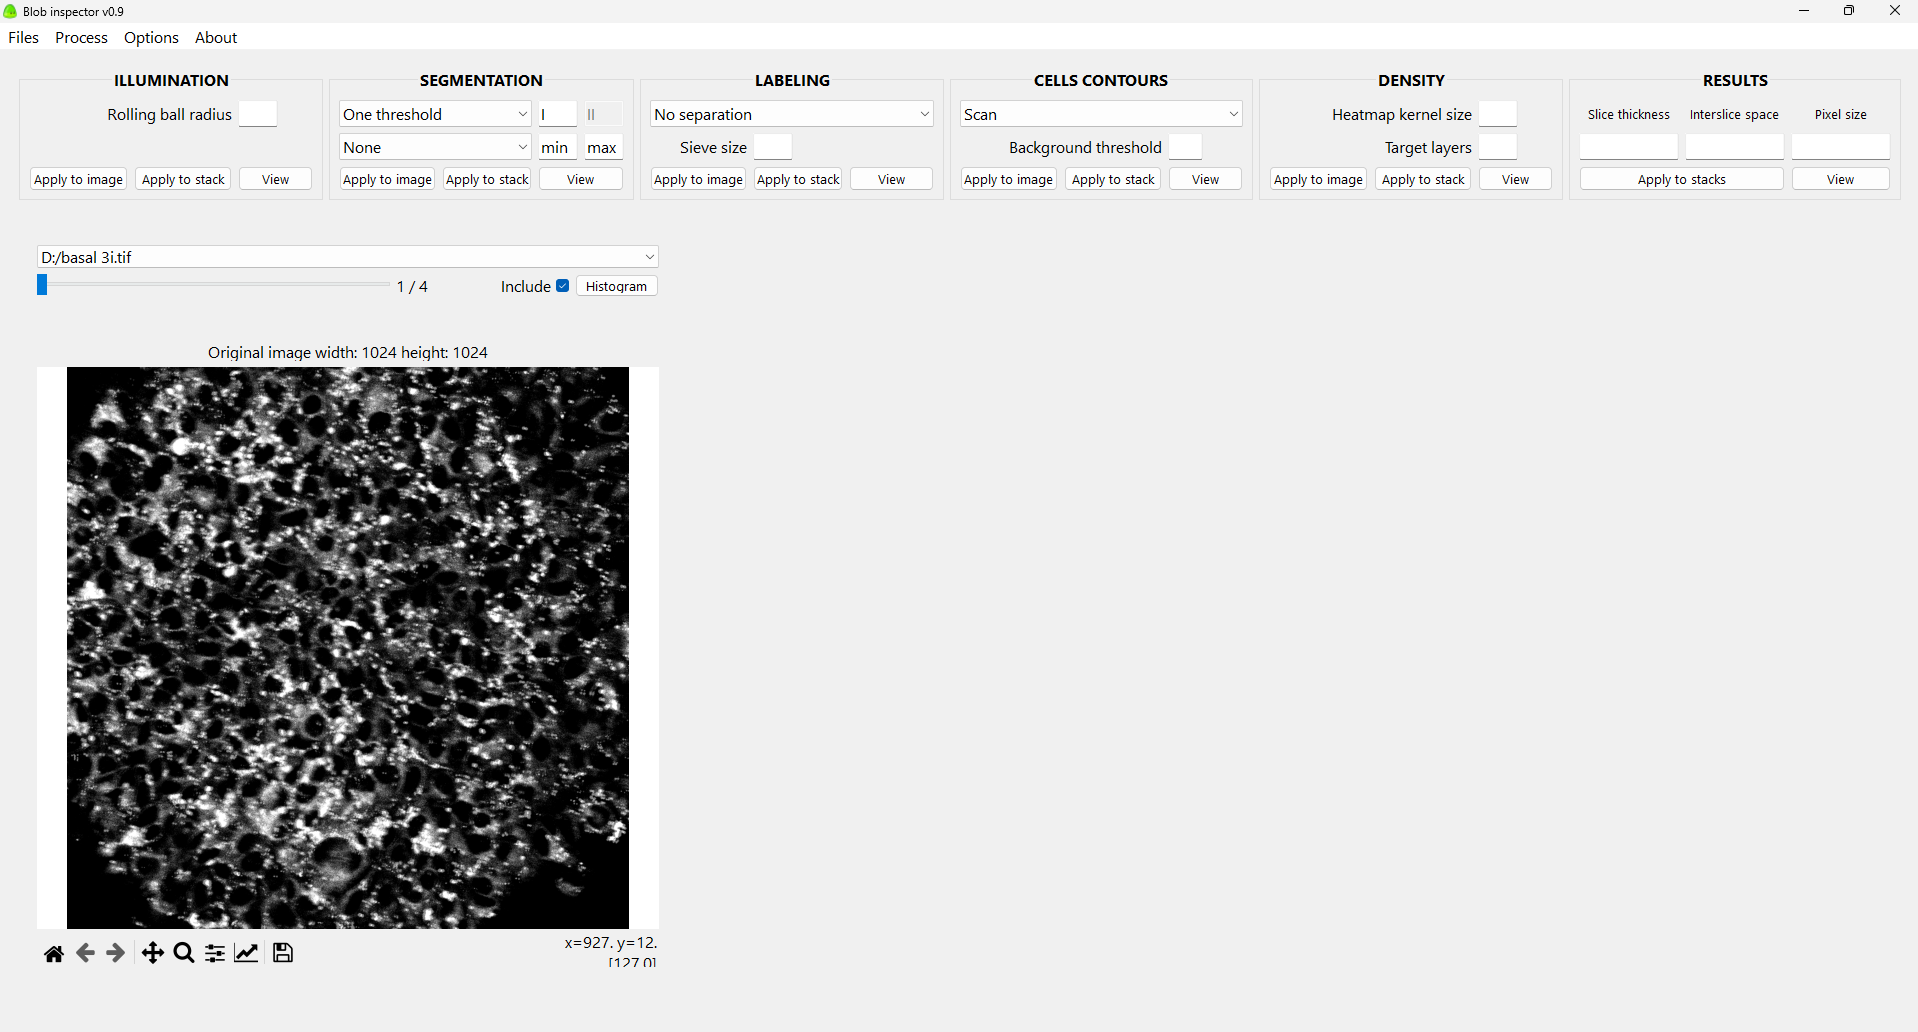 Blob inspector v0.9
Files Process Options About
ILLUMINATION
Rolling ball radius
Apply to image Apply to stack View
SEGMENTATION
One threshold I II
None min max
Apply to image Apply to stack View
LABELING
No separation
Sieve size
Apply to image Apply to stack View
CELLS CONTOURS
Scan
Background threshold
Apply to image Apply to stack View
DENSITY
Heatmap kernel size
Target layers
Apply to image Apply to stack View
RESULTS
Slice thickness Interslice space Pixel size
Apply to stacks View
D:/basal 3i.tif
1 / 4 Include Histogram
Original image width: 1024 height: 1024
x=927. y=12.
[127.0]